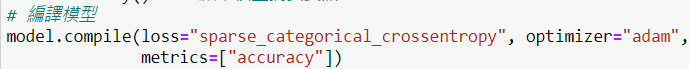 # 編譯模型
model.compile(loss="sparse_categorical_crossentropy", optimizer="adam",
metrics=["accuracy"])